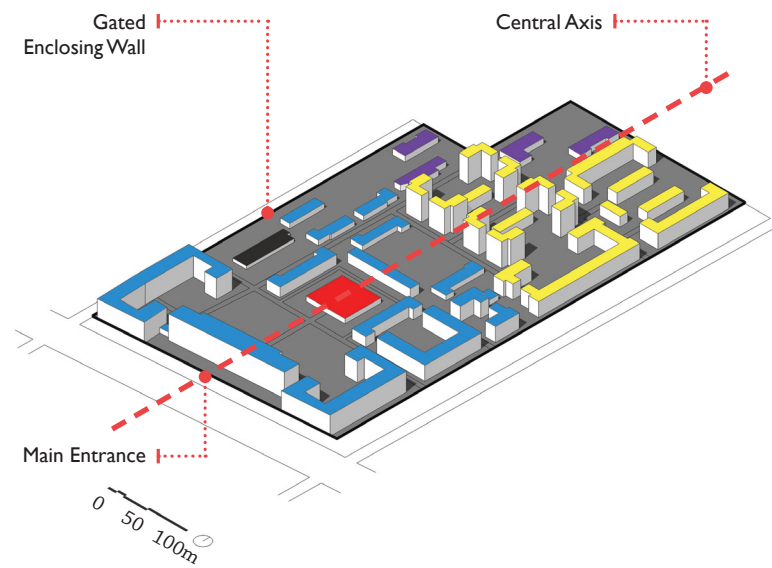 Gated
Enclosing Wall
Central Axis
Main Entrance
0 50 100m